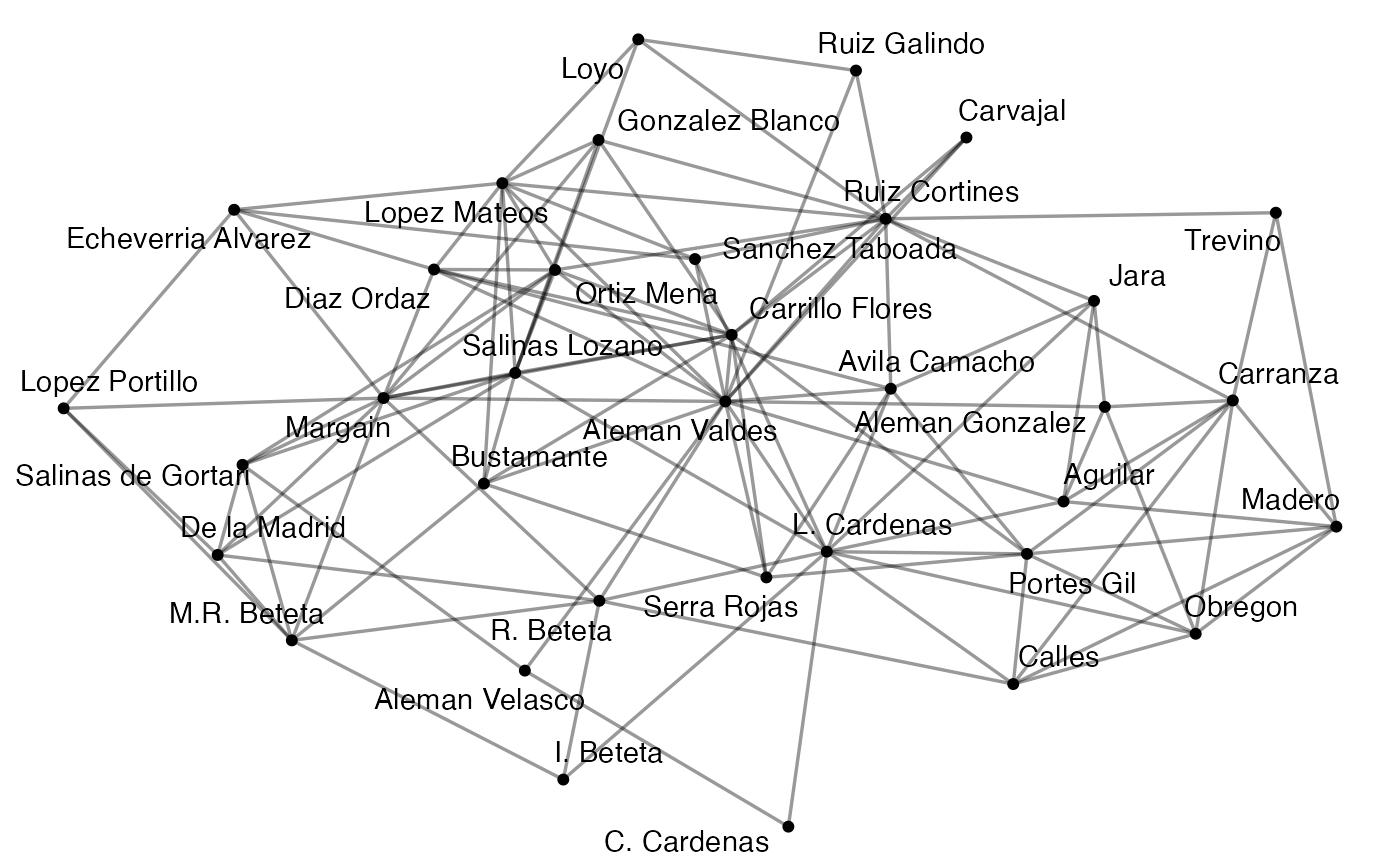 Ruiz Galindo
Loyo
Carvajal
Gonzalez Blanco
Ruiz Cortines
Lopez Mateos
Echeverria Alvarez
Trevino
Sanchez Taboada
Jara
Diaz Ordaz
Ortiz Mena
Carrillo Flores
Salinas Lozano
Avila Camacho
Carranza
Lopez Portillo
Aleman Gonzalez
Margain
Aleman Valdes
Bustamante
Salinas de Gortari
Aguilar
Madero
L. Cardenas
De la Madrid
Portes Gil
Serra Rojas
Obregon
M.R. Beteta
R. Beteta
Calles
Aleman Velasco
I. Beteta
C. Cardenas